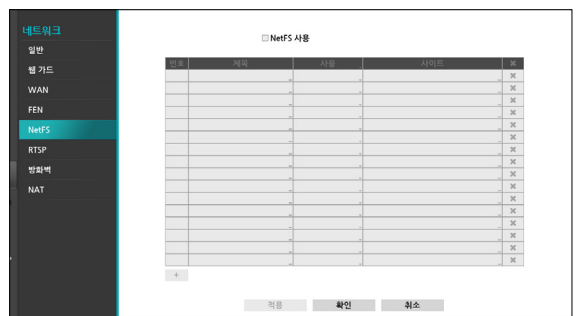 네트워크
일반
웹 가드
WAN
FEN
NetFS
RTSP
방화벽
NAT
NetFS 사용
번호 제목 사용 사이트
+
적용 확인 취소